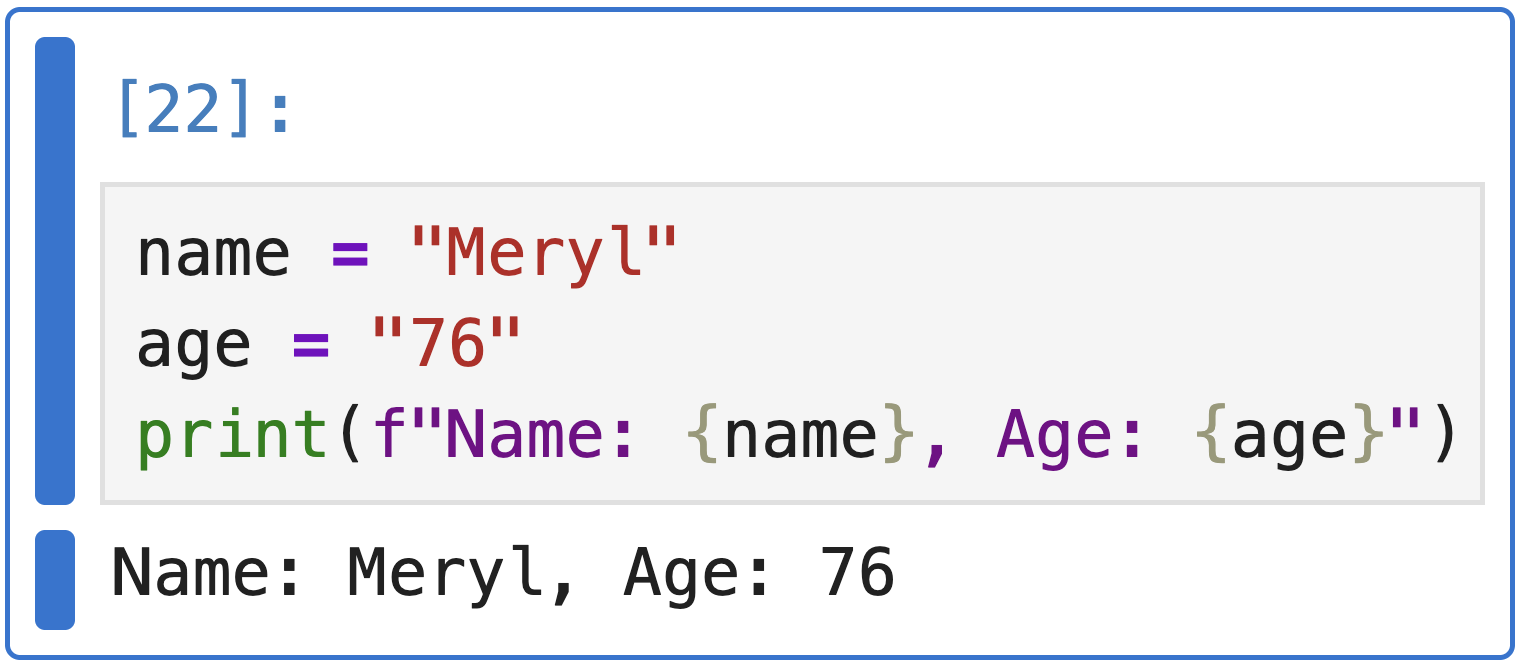 [22]:
name = "Meryl"
age = "76"
print(f"Name: {name}, Age: {age}")
Name: Meryl, Age: 76